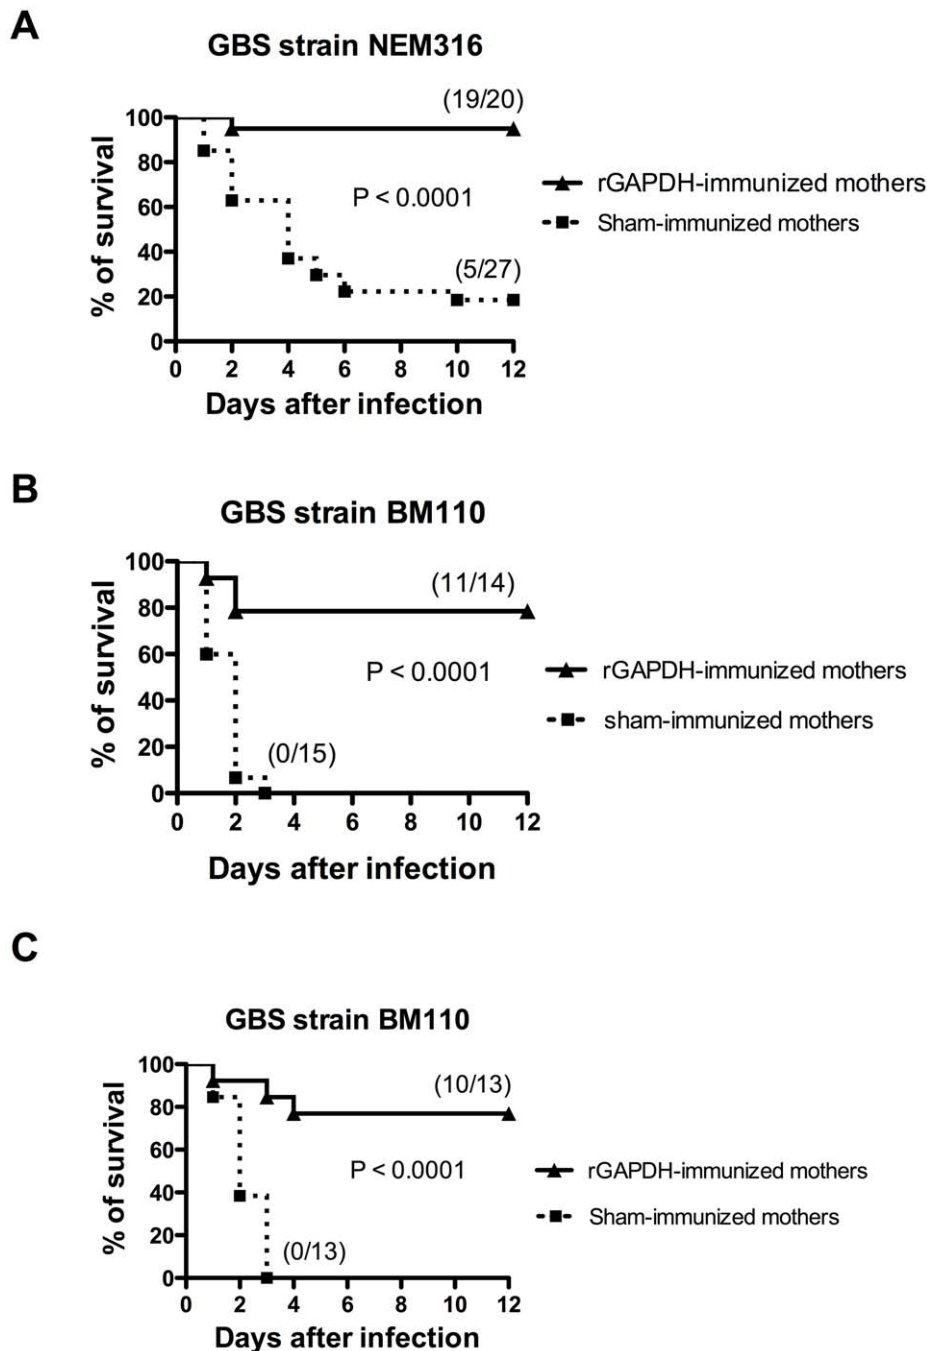 A
GBS strain NEM316
(19/20)
100
80
60
40
20
0
% of survival
P < 0.0001
(5/27)
rGAPDH-immunized mothers
Sham-immunized mothers
0 2 4 6 8 10 12
Days after infection
B
GBS strain BM110
(11/14)
100
80
60
40
20
0
% of survival
P < 0.0001
(0/15)
rGAPDH-immunized mothers
sham-immunized mothers
0 2 4 6 8 10 12
Days after infection
C
GBS strain BM110
(10/13)
100
80
60
40
20
0
% of survival
P < 0.0001
(0/13)
rGAPDH-immunized mothers
Sham-immunized mothers
0 2 4 6 8 10 12
Days after infection